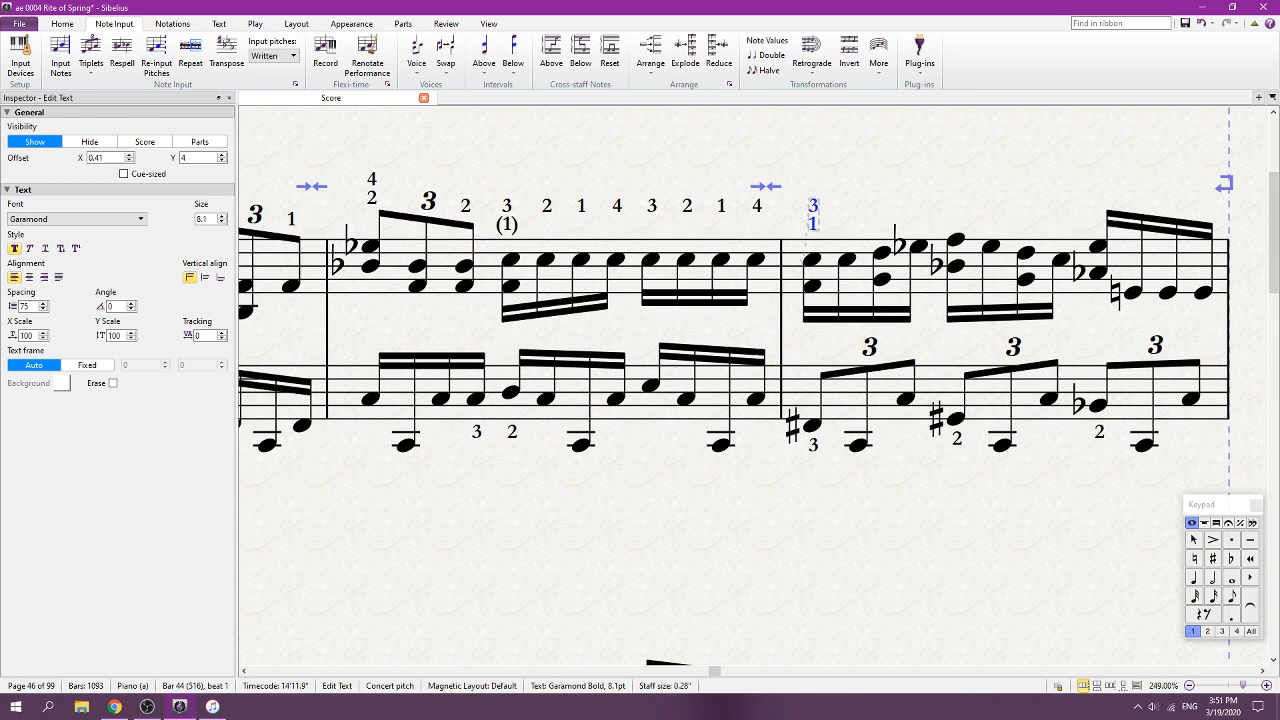 ae 0004 Rite of Spring* - Sibelius
File Home Note Input Notations Text Play Layout Appearance Parts Review View Find in ribbon
Input Devices Input Notes Triplets Respell Re-input Pitches Repeat Transpose Input pitches: Written Record Renotate Performance Voice Swap Above Below Above Below Reset Arrange Explode Reduce Note Values Double Halve Retrograde Invert More Plug-ins
Setup Note Input Flexi-time Voices Intervals Cross-staff Notes Arrange Transformations Plug-ins
Inspector - Edit Text
Score
General
Visibility
Show Hide Score Parts
Offset X 0.41 Y 4
Cue-sized
Text
Font Size
Garamond 8.1
Style
T T T T T
Alignment Vertical align
Spacing Angle
75 0
X Scale Y Scale Tracking
100 100 0
Text frame
Auto Fixed 0 0
Background Erase
4
3 1 2 3 2 3 2 1 4 3 2 1 4 3
(1) 1
3 3 3
3 2 3 2 2
Keypad
1 2 3 4 All
Page 46 of 99 Bars: 1093 Piano (a) Bar 44 (516), beat 1 Timecode: 14'11.9" Edit Text Concert pitch Magnetic Layout: Default Text: Garamond Bold, 8.1pt Staff size: 0.28" 249.00%
ENG 3:51 PM
3/19/2020